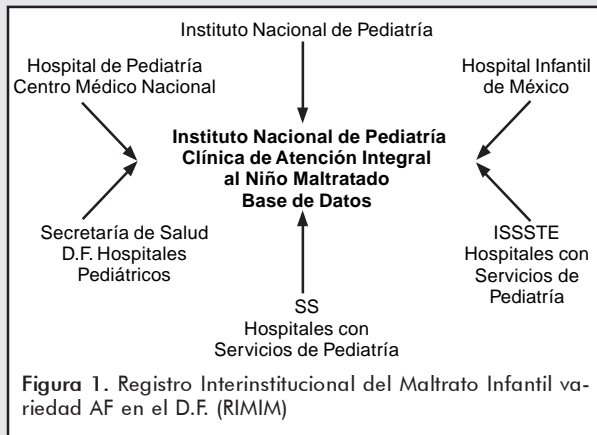 Instituto Nacional de Pediatría
Hospital de Pediatría
Centro Médico Nacional
Hospital Infantil
de México
Instituto Nacional de Pediatría
Clínica de Atención Integral
al Niño Maltratado
Base de Datos
Secretaría de Salud
D.F. Hospitales
Pediátricos
ISSSTE
Hospitales con
Servicios de
Pediatría
SS
Hospitales con
Servicios de Pediatría
Figura 1. Registro Interinstitucional del Maltrato Infantil va-
riedad AF en el D.F. (RIMIM)